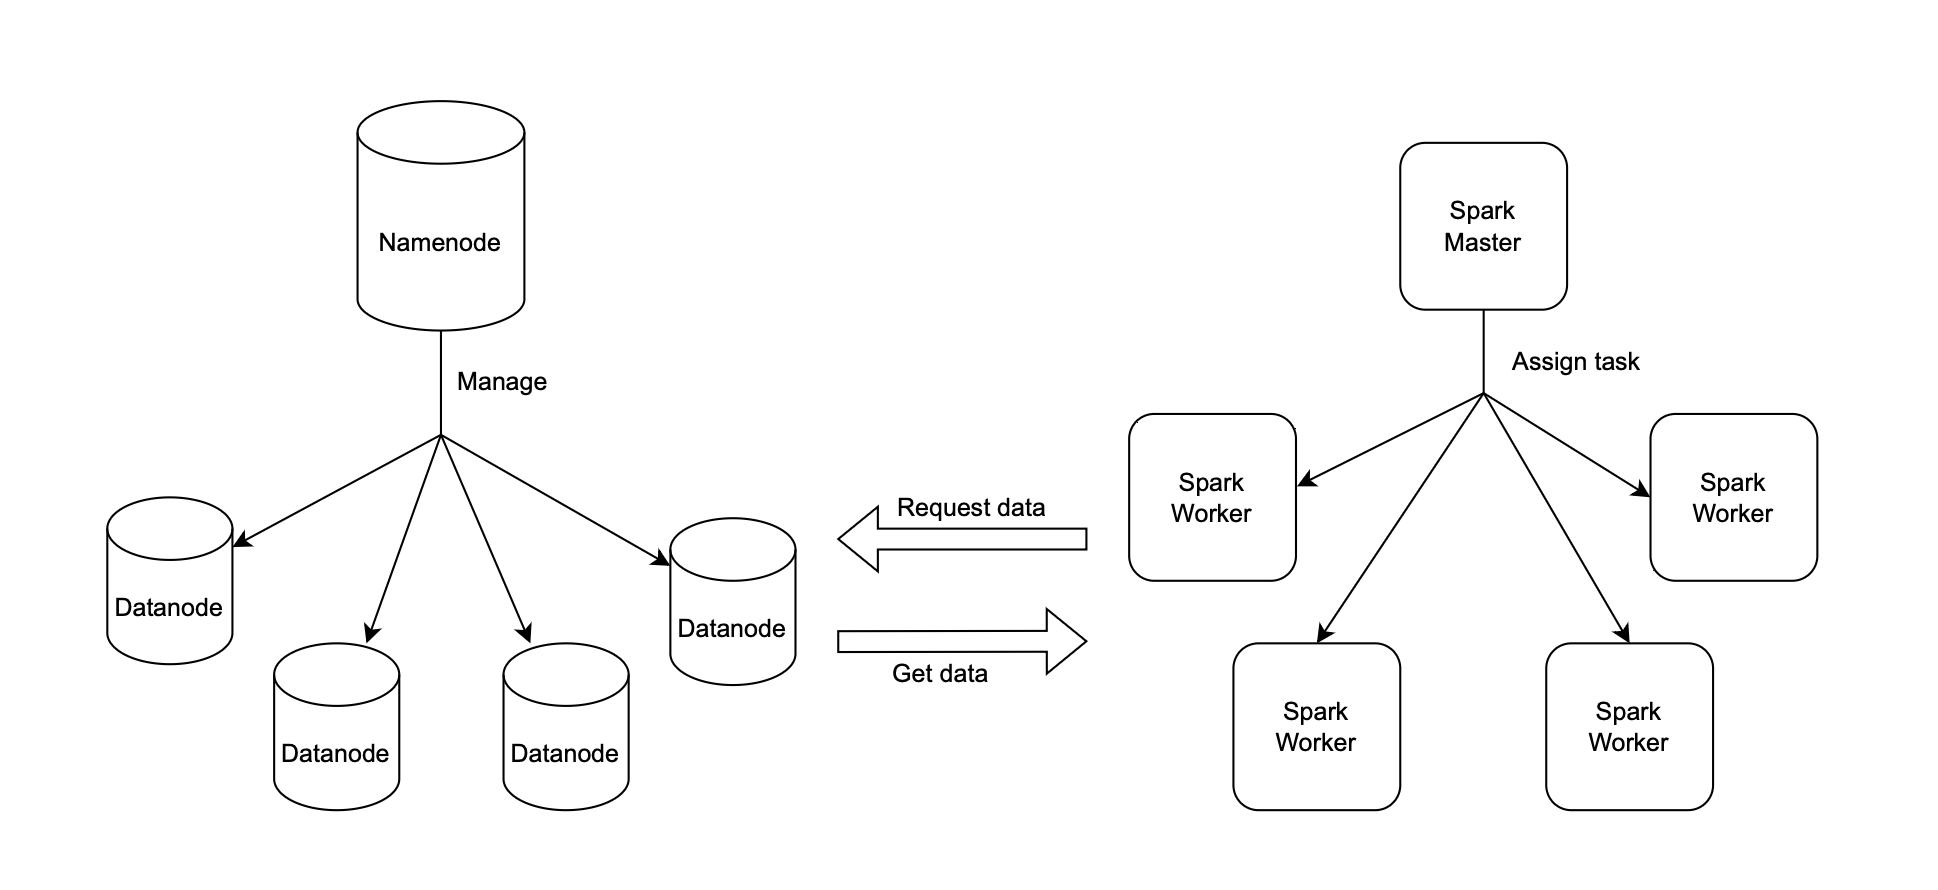 Namenode
Manage
Datanode
Datanode
Datanode
Datanode
Request data
Get data
Spark
Master
Assign task
Spark
Worker
Spark
Worker
Spark
Worker
Spark
Worker